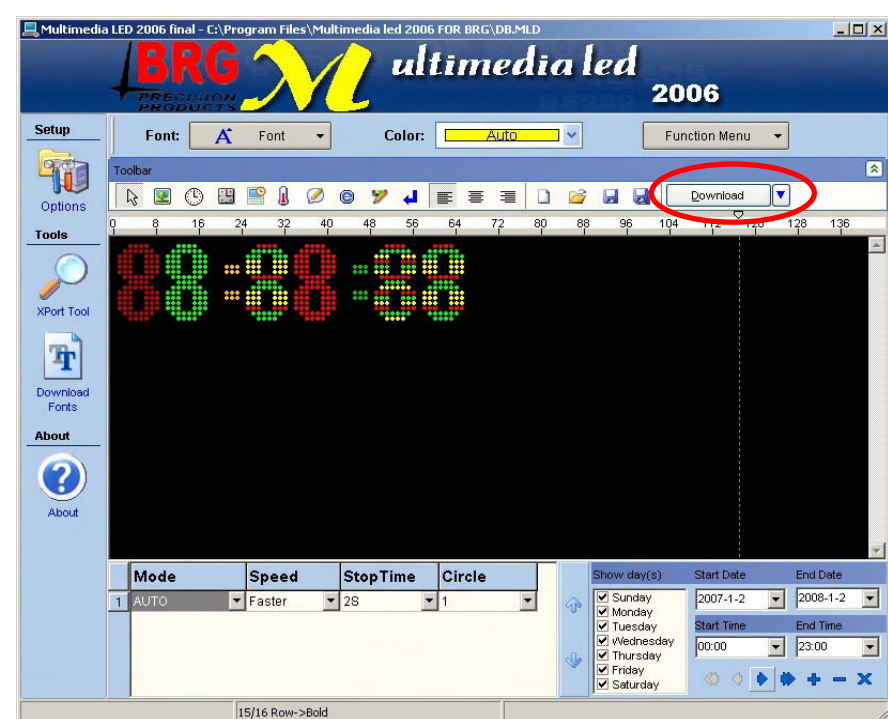 Multimedia LED 2006 final - C:\Program Files\Multimedia led 2006 FOR BRG\DB.MLD
BRG
PRECISION
PRODUCTS
Multimedia led
2006
Setup
Options
Tools
XPort Tool
Download
Fonts
About
About
Font: A Font
Color: Auto
Function Menu
Toolbar
Download
0 8 16 24 32 40 48 56 64 72 80 88 96 104 112 120 128 136
88:88:88
Mode Speed StopTime Circle
1 AUTO Faster 2S 1
Show day(s)
Sunday
Monday
Tuesday
Wednesday
Thursday
Friday
Saturday
Start Date End Date
2007-1-2 2008-1-2
Start Time End Time
00:00 23:00
15/16 Row->Bold